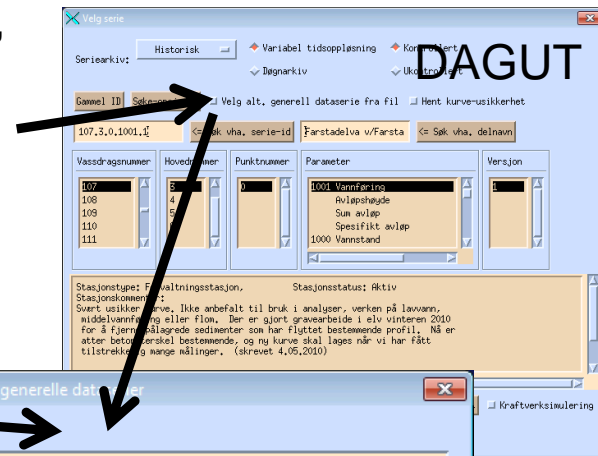 Velg serie
DAGUT
Seriearkiv: Historisk Variabel tidsoppløsning
Døgnarkiv
Gammel ID
Velg alt. generell dataserie fra fil Hent kurve-usikkerhet
107.3.0.1001.1 <= Søk vha. serie-id Farstadelva v/Farsta <= Søk vha. delnavn
Vassdragsnummer Punktnummer Parameter Versjon
107 3 0 1001 Vannføring 1
108 4 Avløpshøyde
109 5 Sum avløp
110 Spesifikt avløp
111 1000 Vannstand
Stasjonstype: Stasjonsstatus: Aktiv
Stasjonskommentar:
Svært usikker kurve. Ikke anbefalt til bruk i analyser, verken på lavvann,
middelvannføring eller flom. Der er gjort gravearbeide i elv vinteren 2010
for å fjerne pålagrede sedimenter som har flyttet bestemmende profil. Nå er
atter bestemmende, og ny kurve skal lages når vi har fått
tilstrekkelig mange målinger. (skrevet 4.05.2010)
generelle
Kraftverksimulering